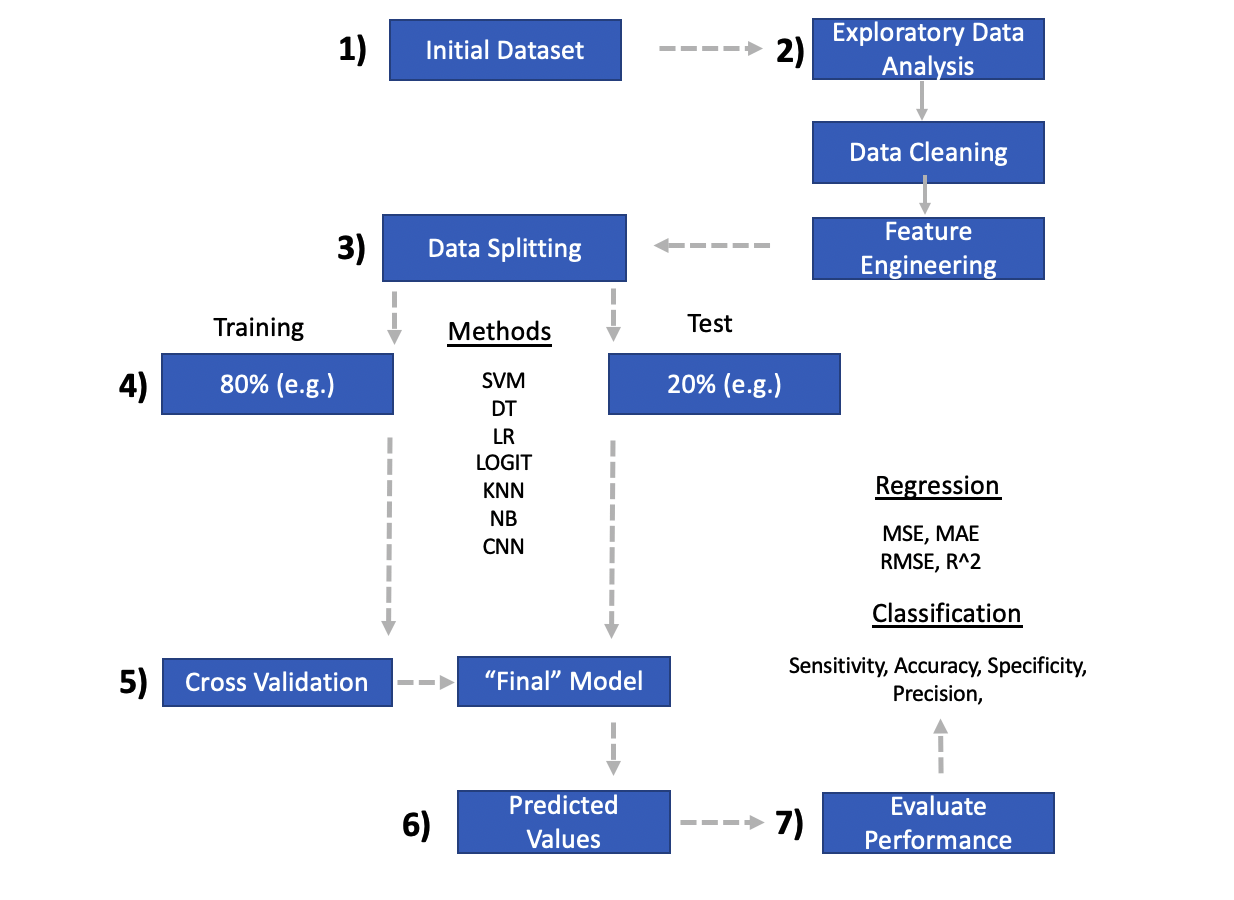 1)
Initial Dataset
2)
Exploratory Data
Analysis
Data Cleaning
Feature
Engineering
3)
Data Splitting
Training
Test
4)
80% (e.g.)
20% (e.g.)
Methods
SVM
DT
LR
LOGIT
KNN
NB
CNN
Regression
MSE, MAE
RMSE, R^2
Classification
Sensitivity, Accuracy, Specificity,
Precision,
5)
Cross Validation
“Final” Model
6)
Predicted
Values
7)
Evaluate
Performance